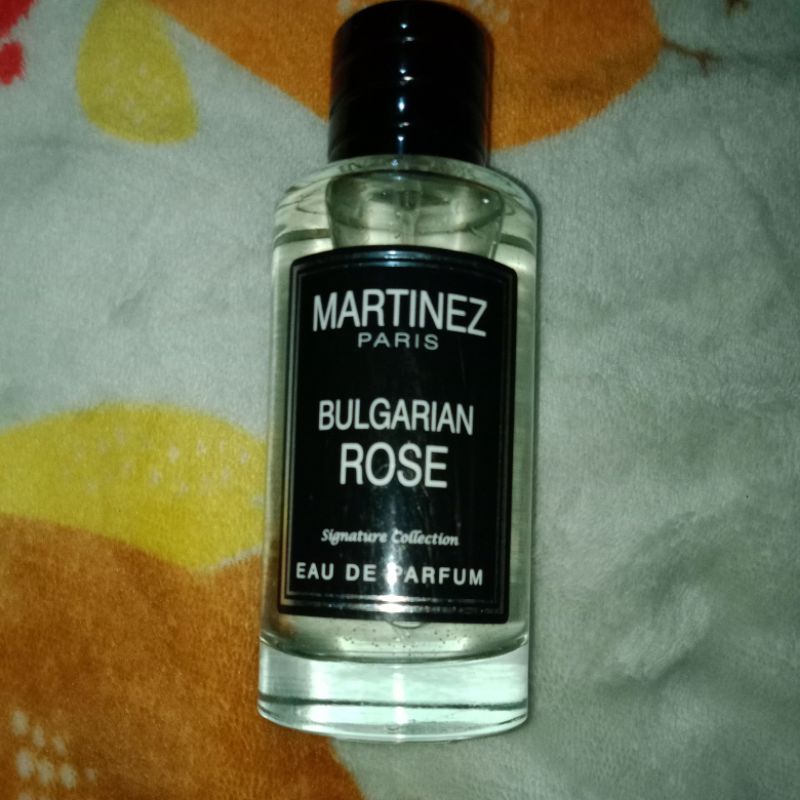 MARTINEZ
PARIS
BULGARIAN
ROSE
Signature Collection
EAU DE PARFUM